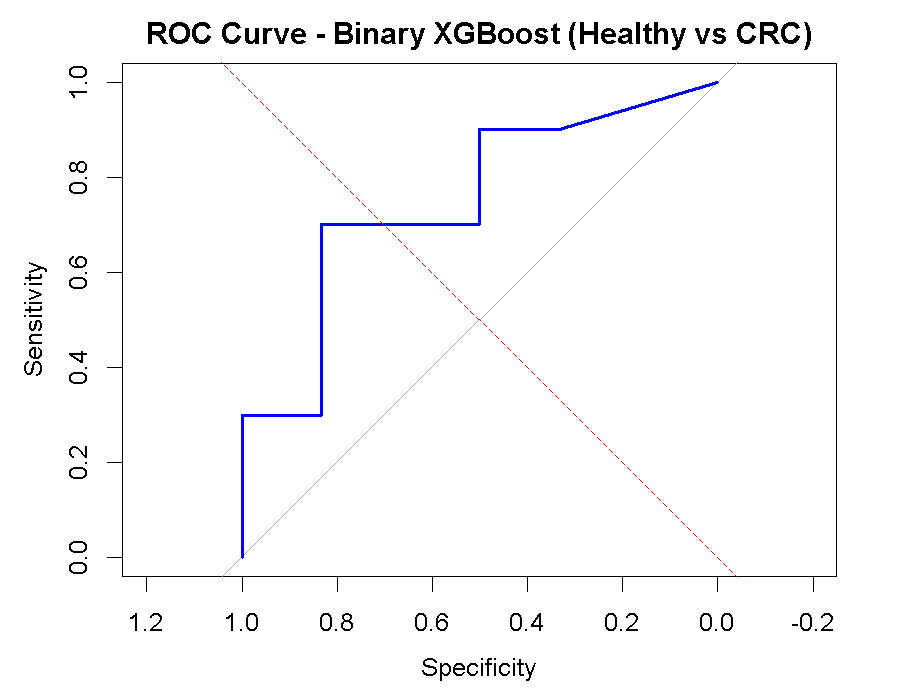 ROC Curve - Binary XGBoost (Healthy vs CRC)
Sensitivity
1.0
0.8
0.6
0.4
0.2
0.0
1.2 1.0 0.8 0.6 0.4 0.2 0.0 -0.2
Specificity